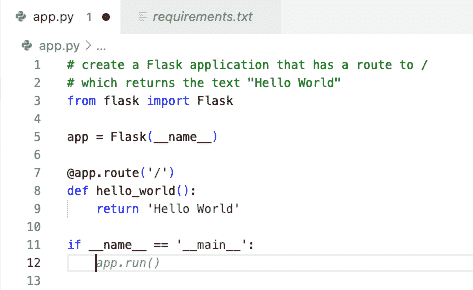 app.py 1 requirements.txt
app.py > ...
1 # create a Flask application that has a route to /
2 # which returns the text "Hello World"
3 from flask import Flask
4
5 app = Flask(__name__)
6
7 @app.route('/')
8 def hello_world():
9     return 'Hello World'
10
11 if __name__ == '__main__':
12     app.run()
13